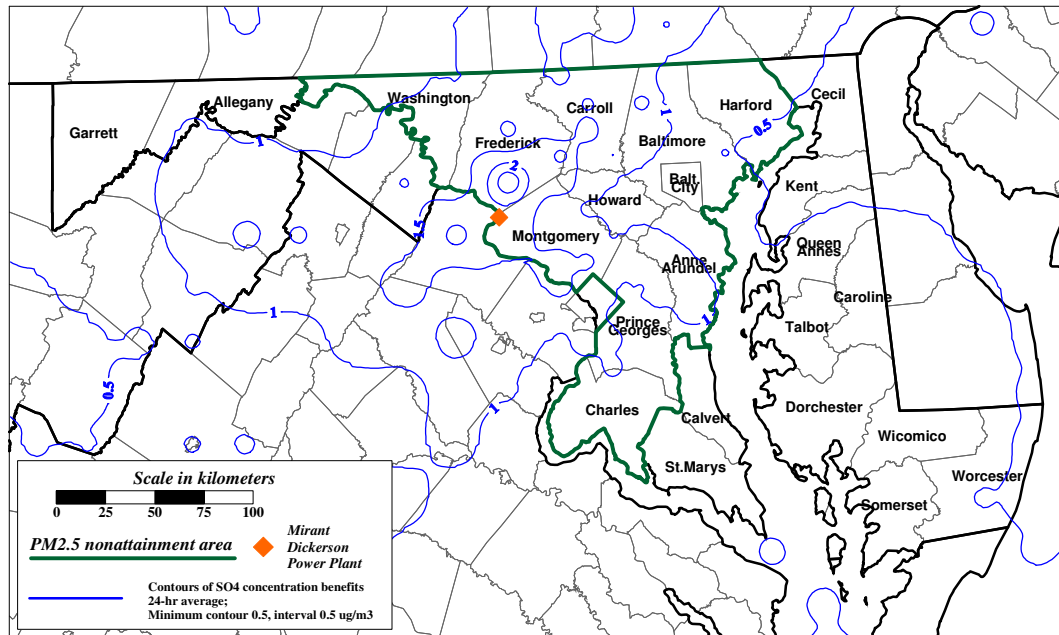 Garrett
Allegany
Washington
Frederick
Carroll
Baltimore
Harford
Cecil
Balt
City
Howard
Montgomery
Kent
Queen
Annes
Anne
Arundel
Caroline
Talbot
Prince
Georges
Charles
Calvert
St.Marys
Dorchester
Wicomico
Worcester
Somerset
1
2
1
0.5
1.5
1
1.5
0.5
1
Scale in kilometers
0 25 50 75 100
PM2.5 nonattainment area
Mirant
Dickerson
Power Plant
Contours of SO4 concentration benefits
24-hr average;
Minimum contour 0.5, interval 0.5 ug/m3